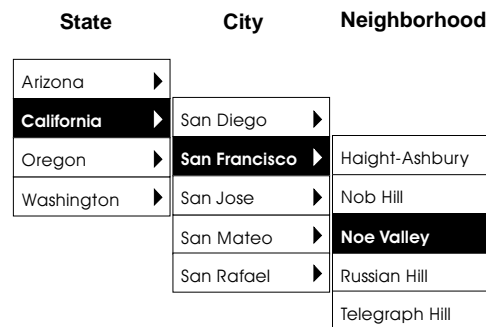 State
City
Neighborhood
Arizona
California
Oregon
Washington
San Diego
San Francisco
San Jose
San Mateo
San Rafael
Haight-Ashbury
Nob Hill
Noe Valley
Russian Hill
Telegraph Hill